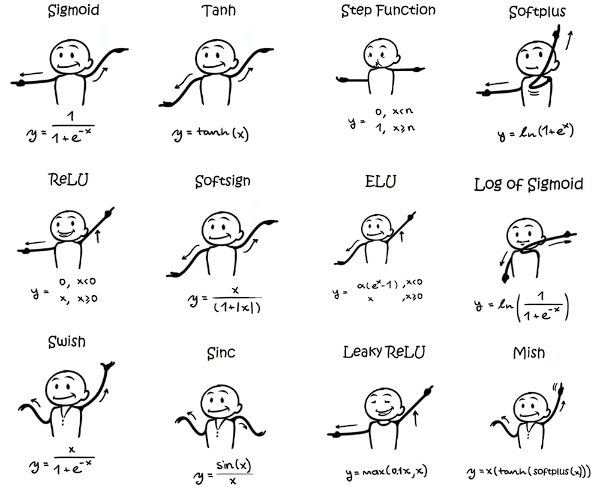 Sigmoid
y = 1 / 1+e^-x
Tanh
y = tanh(x)
Step Function
y = 0, x<n
1, x≥n
Softplus
y = ln(1+e^x)
ReLU
y = 0, x<0
x, x≥0
Softsign
y = x / (1+|x|)
ELU
y = α(e^x-1), x<0
x, x≥0
Log of Sigmoid
y = ln(1 / 1+e^-x)
Swish
y = x / 1+e^-x
Sinc
y = sin(x) / x
Leaky ReLU
y = max(0.1x, x)
Mish
y = x(tanh(softplus(x)))